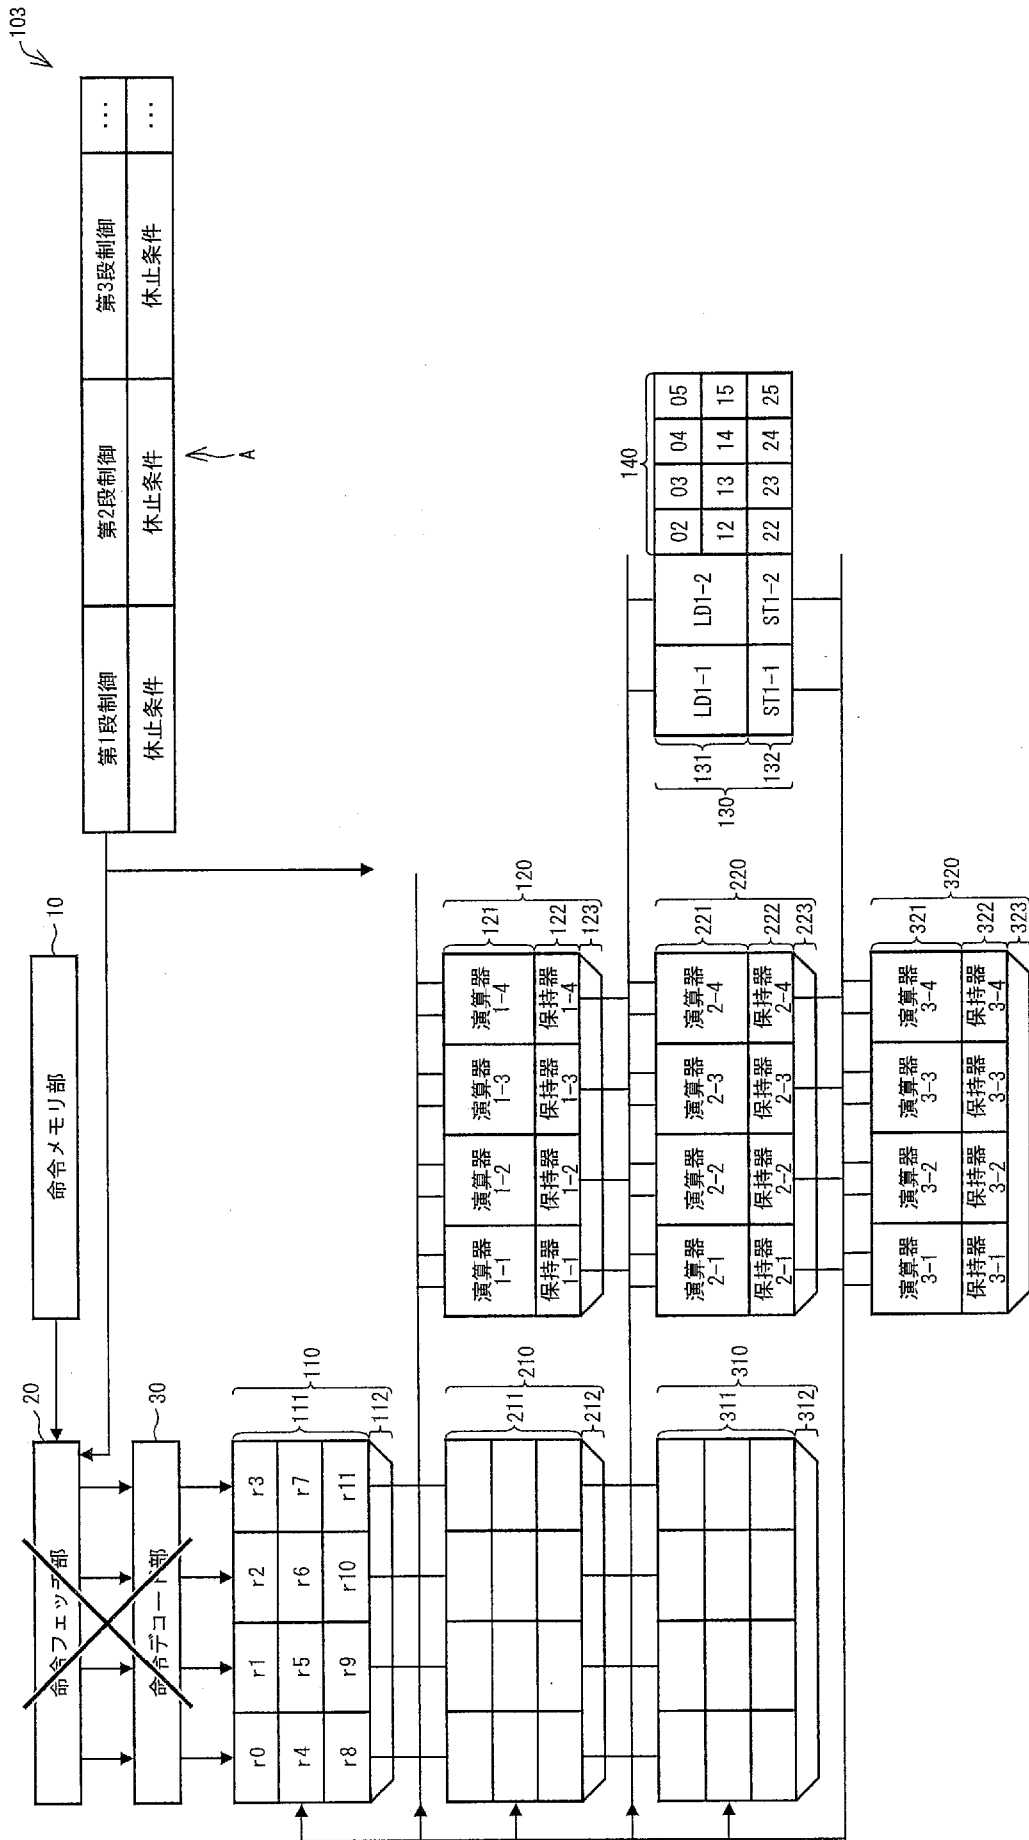 103
第1段制御 第2段制御 第3段制御 ...
休止条件 休止条件 休止条件 ...
A
命令メモリ部
10
命令フェッチ部
20
命令デコード部
30
r0 r1 r2 r3
r4 r5 r6 r7
r8 r9 r10 r11
111
112
110
211
212
210
311
312
310
演算器 1-1 演算器 1-2 演算器 1-3 演算器 1-4
保持器 1-1 保持器 1-2 保持器 1-3 保持器 1-4
121
122
123
120
演算器 2-1 演算器 2-2 演算器 2-3 演算器 2-4
保持器 2-1 保持器 2-2 保持器 2-3 保持器 2-4
221
222
223
220
演算器 3-1 演算器 3-2 演算器 3-3 演算器 3-4
保持器 3-1 保持器 3-2 保持器 3-3 保持器 3-4
321
322
323
320
140
LD1-1 LD1-2 02 03 04 05
12 13 14 15
ST1-1 ST1-2 22 23 24 25
131
132
130